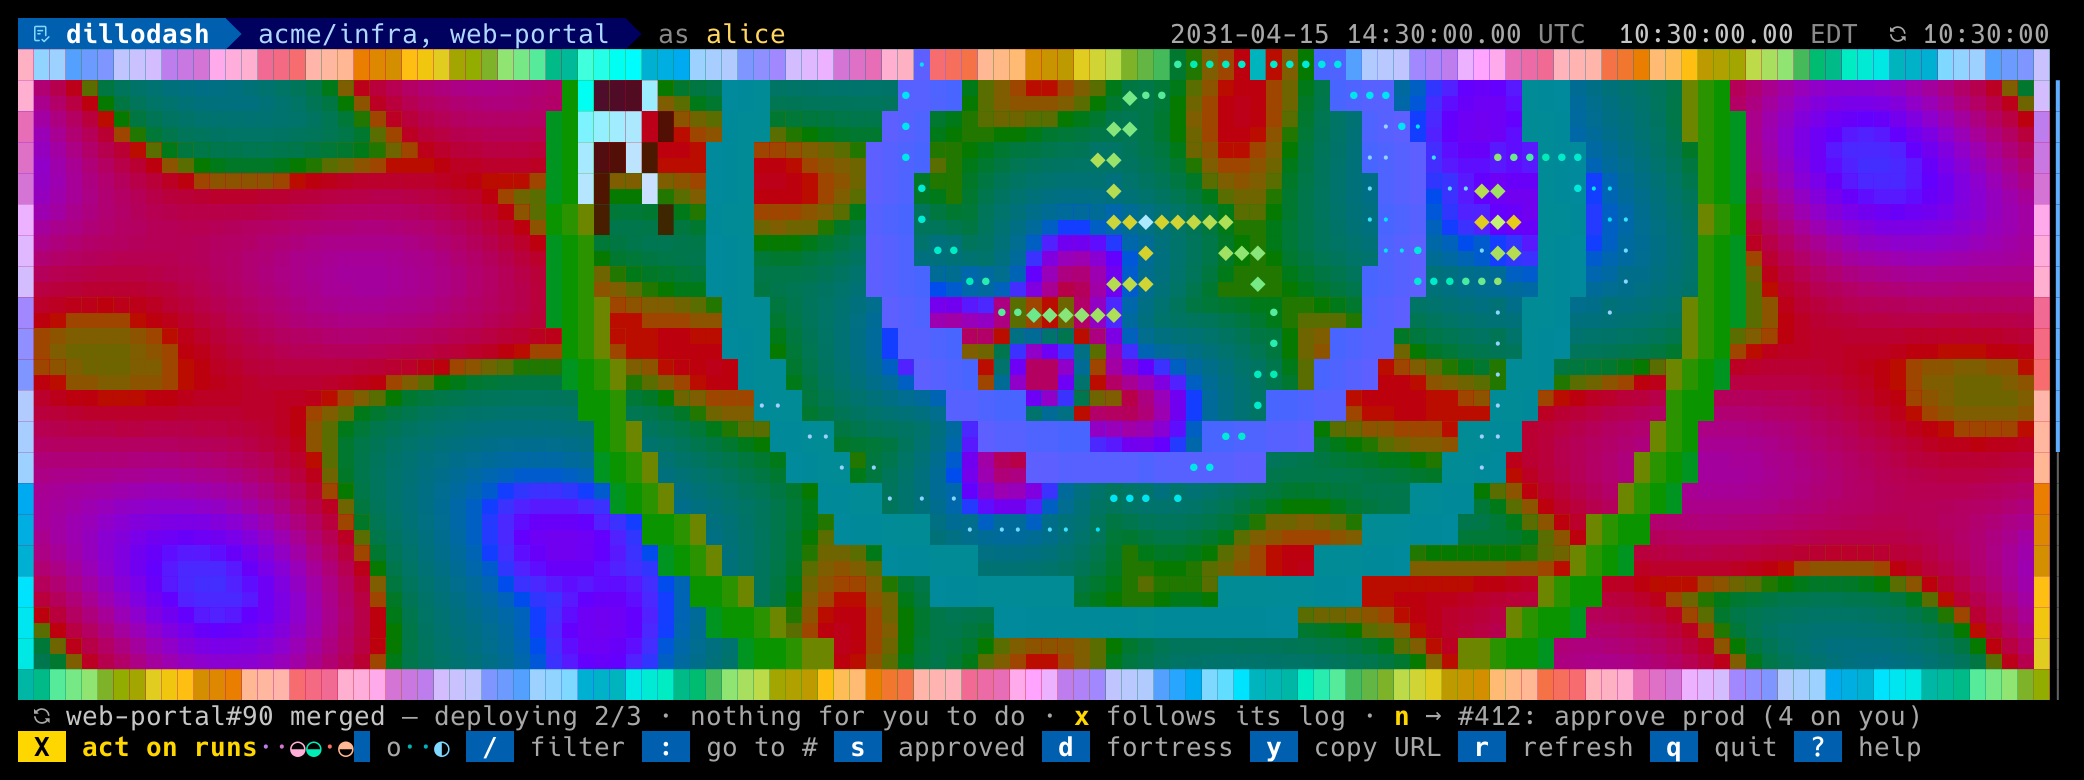 dillodash acme/infra, web-portal as alice 2031-04-15 14:30:00.00 UTC 10:30:00.00 EDT 10:30:00
web-portal#90 merged — deploying 2/3 · nothing for you to do · x follows its log · n → #412: approve prod (4 on you)
X act on runs o / filter : go to # s approved d fortress y copy URL r refresh q quit ? help